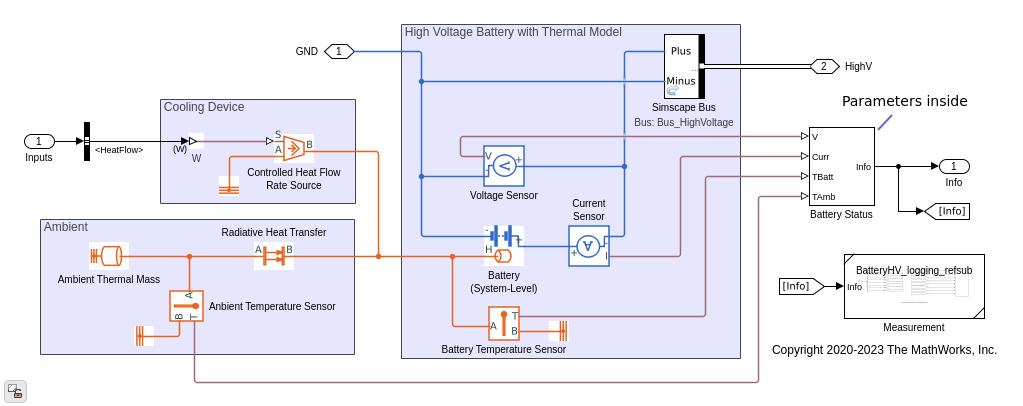 High Voltage Battery with Thermal Model
GND
1
Plus
...
Minus
2
HighV
Simscape Bus
Bus: Bus_HighVoltage
Parameters inside
Cooling Device
1
Inputs
<HeatFlow>
(W)
W
S
A
B
Controlled Heat Flow
Rate Source
V
+
-
Voltage Sensor
V
Curr
TBatt
TAmb
Info
Battery Status
1
Info
[Info]
Current
Sensor
A
+
-
I
Ambient
Radiative Heat Transfer
A
B
Ambient Thermal Mass
-
+
H
Battery
(System-Level)
A
B
T
Ambient Temperature Sensor
A
T
B
Battery Temperature Sensor
[Info]
Info
BatteryHV_logging_refsub
Measurement
Copyright 2020-2023 The MathWorks, Inc.